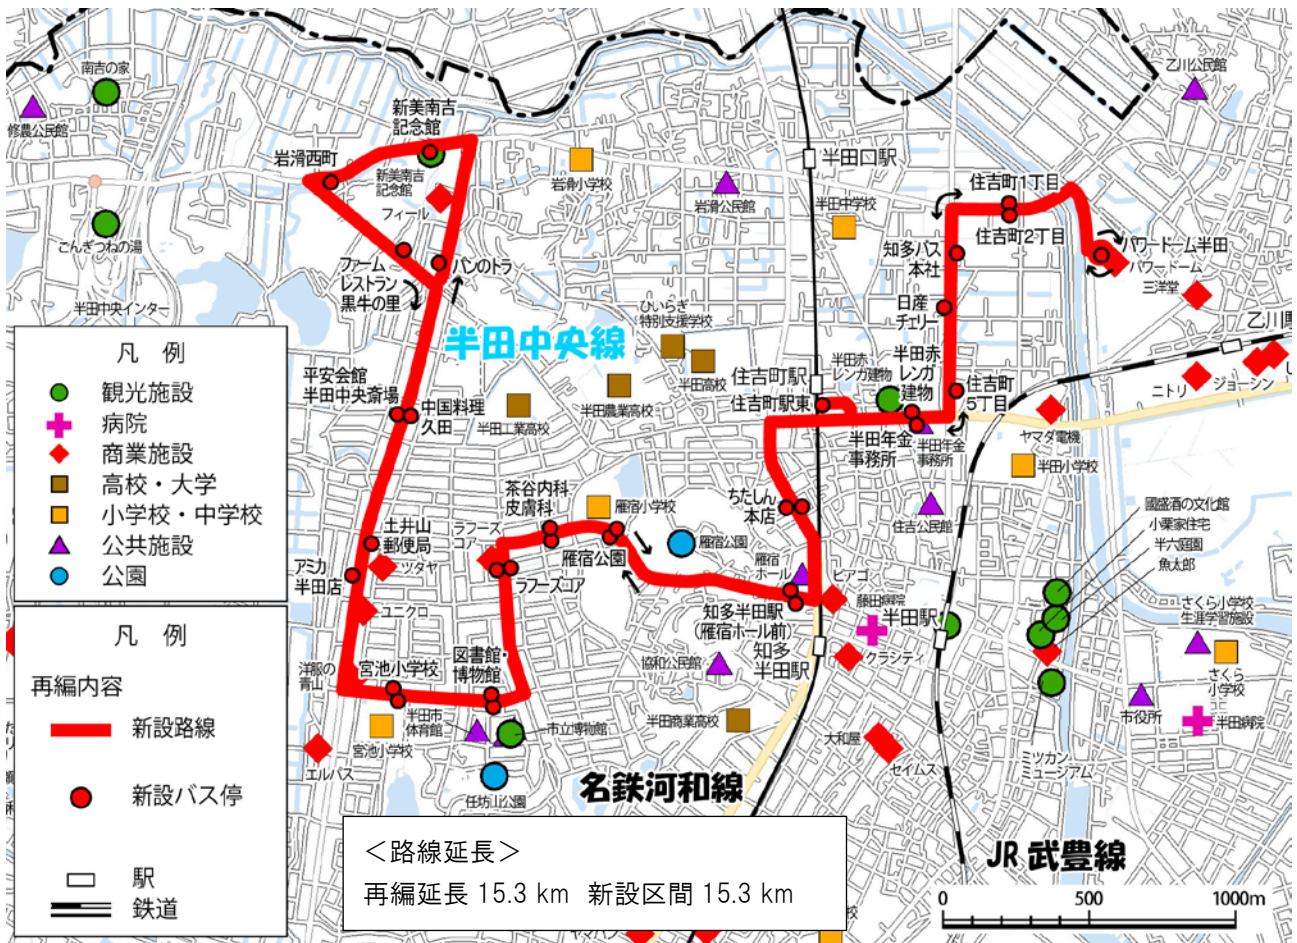 南吉の家
修農公民館
ごんぎつねの湯
半田中央インター
新美南吉
記念館
岩滑西町
新美南吉
記念館
フィール
ファーム
レストラン
黒牛の里
パンのトラ
岩滑小学校
岩滑公民館
半田口駅
半田中学校
住吉町1丁目
住吉町2丁目
知多バス
本社
パワードーム半田
パワードーム
三洋堂
乙川公民館
乙川駅
日産
チェリー
ひいらぎ
特別支援学校
半田中央線
半田高校
半田農業高校
半田工業高校
住吉町駅
住吉町駅東
半田赤
レンガ建物
半田赤
レンガ
建物
住吉町
5丁目
半田年金
事務所
半田年金
事務所
ニトリ
ジョーシン
ヤマダ電機
半田小学校
平安会館
半田中央斎場
中国料理
久田
茶谷内科
皮膚科
雁宿小学校
ちたしん
本店
住吉公民館
土井山
郵便局
ツタヤ
アミカ
半田店
ユニクロ
ラフーズ
コア
ラフーズコア
雁宿公園
雁宿公園
雁宿
ホール
知多半田駅
(雁宿ホール前)
知多
半田駅
ピアゴ
藤田病院
半田駅
クラシティ
國盛酒の文化館
小栗家住宅
半六庭園
魚太郎
さくら小学校
生涯学習施設
さくら
小学校
市役所
半田病院
洋服の
青山
宮池小学校
図書館・
博物館
協和公民館
半田商業高校
半田市
体育館
市立博物館
宮池小学校
エルパス
任坊山公園
大和屋
セイムス
ミツカン
ミュージアム
名鉄河和線
JR武豊線
凡 例
観光施設
病院
商業施設
高校・大学
小学校・中学校
公共施設
公園
凡 例
再編内容
新設路線
新設バス停
駅
鉄道
＜路線延長＞
再編延長 15.3 km 新設区間 15.3 km
0 500 1000m